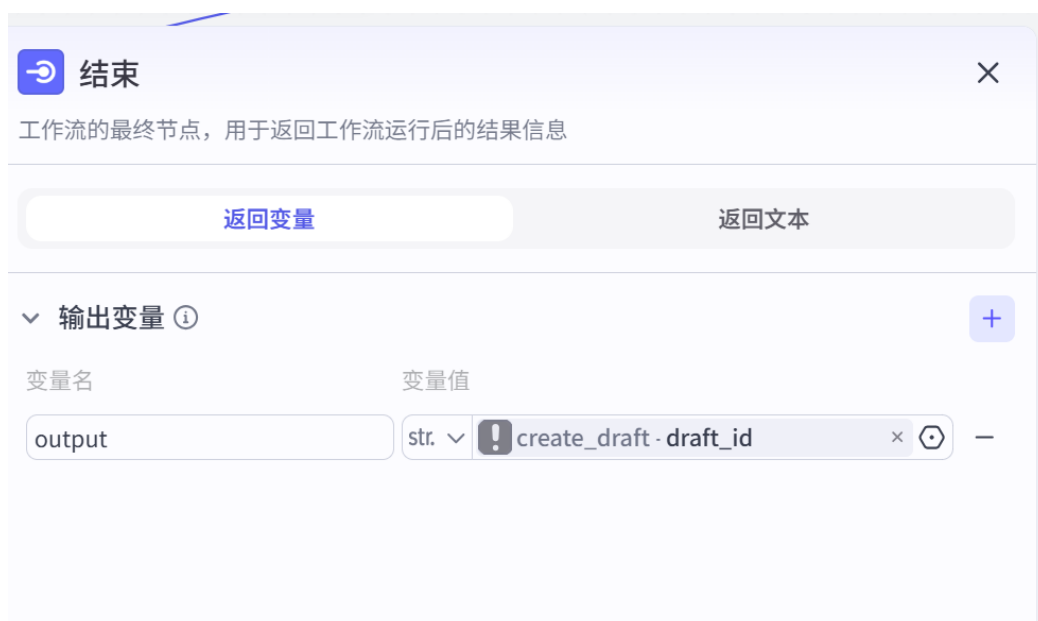 结束
工作流的最终节点，用于返回工作流运行后的结果信息
返回变量 返回文本
输出变量
变量名 变量值
output str. create_draft · draft_id